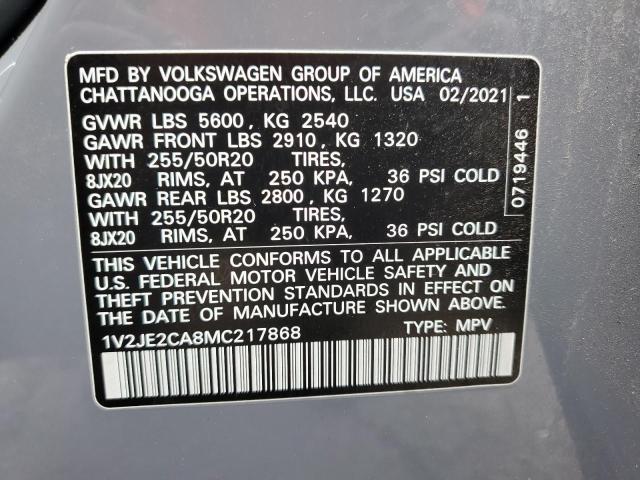 MFD BY VOLKSWAGEN GROUP OF AMERICA
CHATTANOOGA OPERATIONS, LLC. USA 02/2021
GVWR LBS 5600, KG 2540
GAWR FRONT LBS 2910, KG 1320
WITH 255/50R20 TIRES,
8JX20 RIMS, AT 250 KPA, 36 PSI COLD
GAWR REAR LBS 2800, KG 1270
WITH 255/50R20 TIRES,
8JX20 RIMS, AT 250 KPA, 36 PSI COLD
THIS VEHICLE CONFORMS TO ALL APPLICABLE
U.S. FEDERAL MOTOR VEHICLE SAFETY AND
THEFT PREVENTION STANDARDS IN EFFECT ON
THE DATE OF MANUFACTURE SHOWN ABOVE.
1V2JE2CA8MC217868 TYPE: MPV
0719446 1